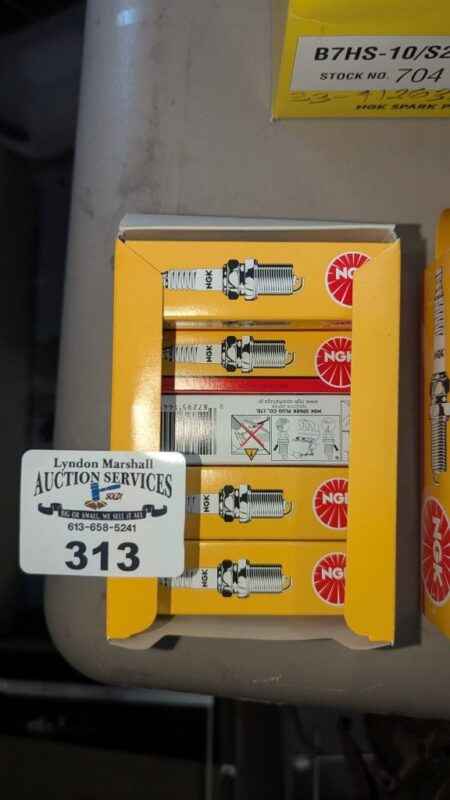 B7HS-10/S2
STOCK NO. 704
NGK SPARK P
NGK
NGK
NGK
NGK
NGK SPARK PLUG CO., LTD.
NGK
NGK
NGK
Lyndon Marshall
AUCTION SERVICES
SOLD!
BIG OR SMALL, WE SELL IT ALL
613-658-5241
313